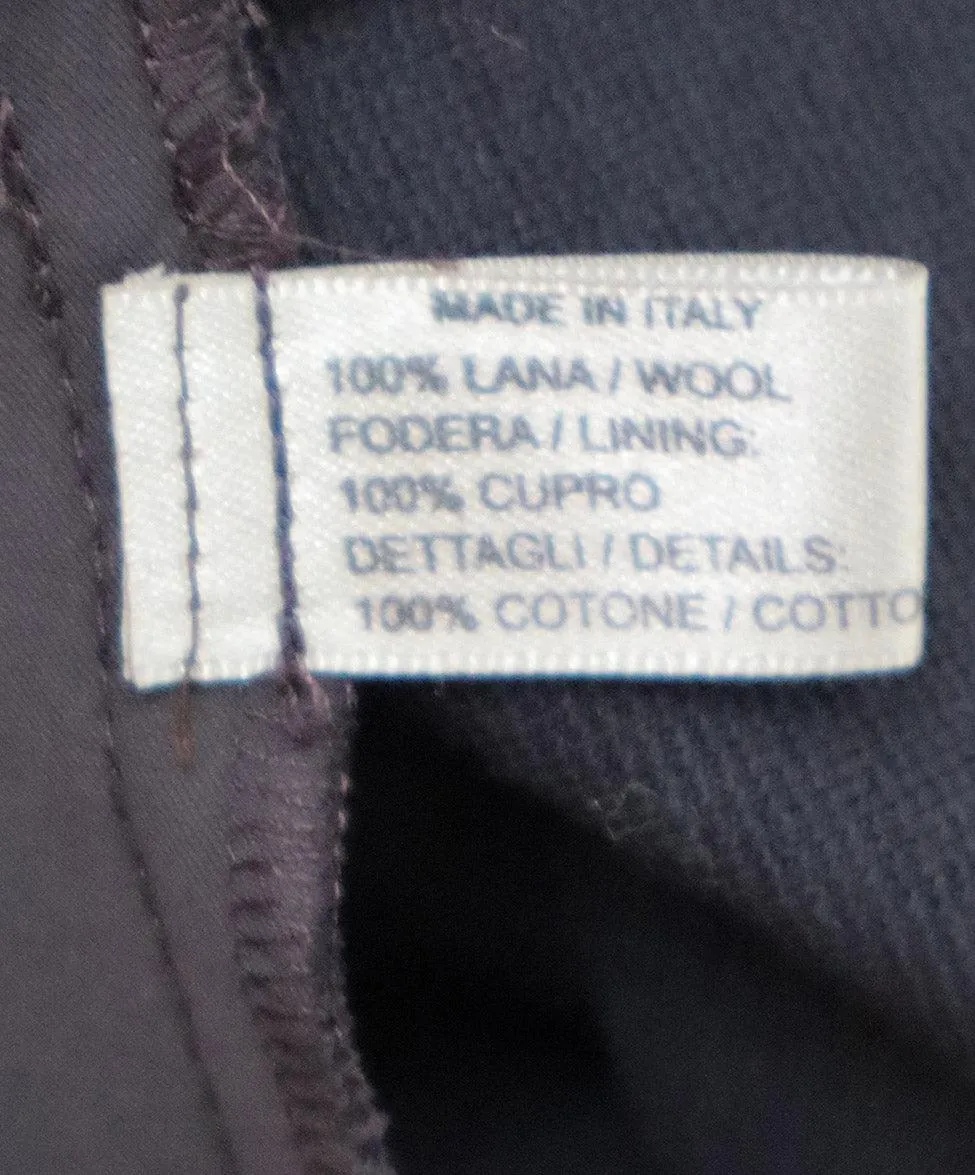 MADE IN ITALY
100% LANA / WOOL
FODERA / LINING:
100% CUPRO
DETTAGLI / DETAILS:
100% COTONE / COTTO